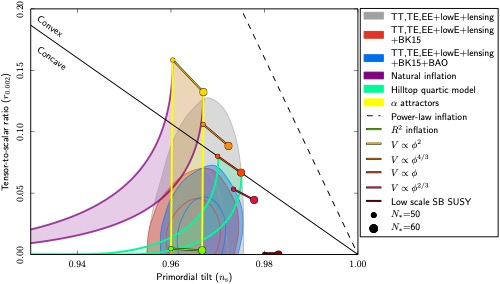 0.20
0.15
0.10
0.05
0.00
Tensor-to-scalar ratio (r0.002)
Convex
Concave
0.94
0.96
0.98
1.00
Primordial tilt (ns)
TT,TE,EE+lowE+lensing
TT,TE,EE+lowE+lensing
+BK15
TT,TE,EE+lowE+lensing
+BK15+BAO
Natural inflation
Hilltop quartic model
α attractors
Power-law inflation
R² inflation
V ∝ ϕ²
V ∝ ϕ^4/3
V ∝ ϕ
V ∝ ϕ^2/3
Low scale SB SUSY
N*=50
N*=60